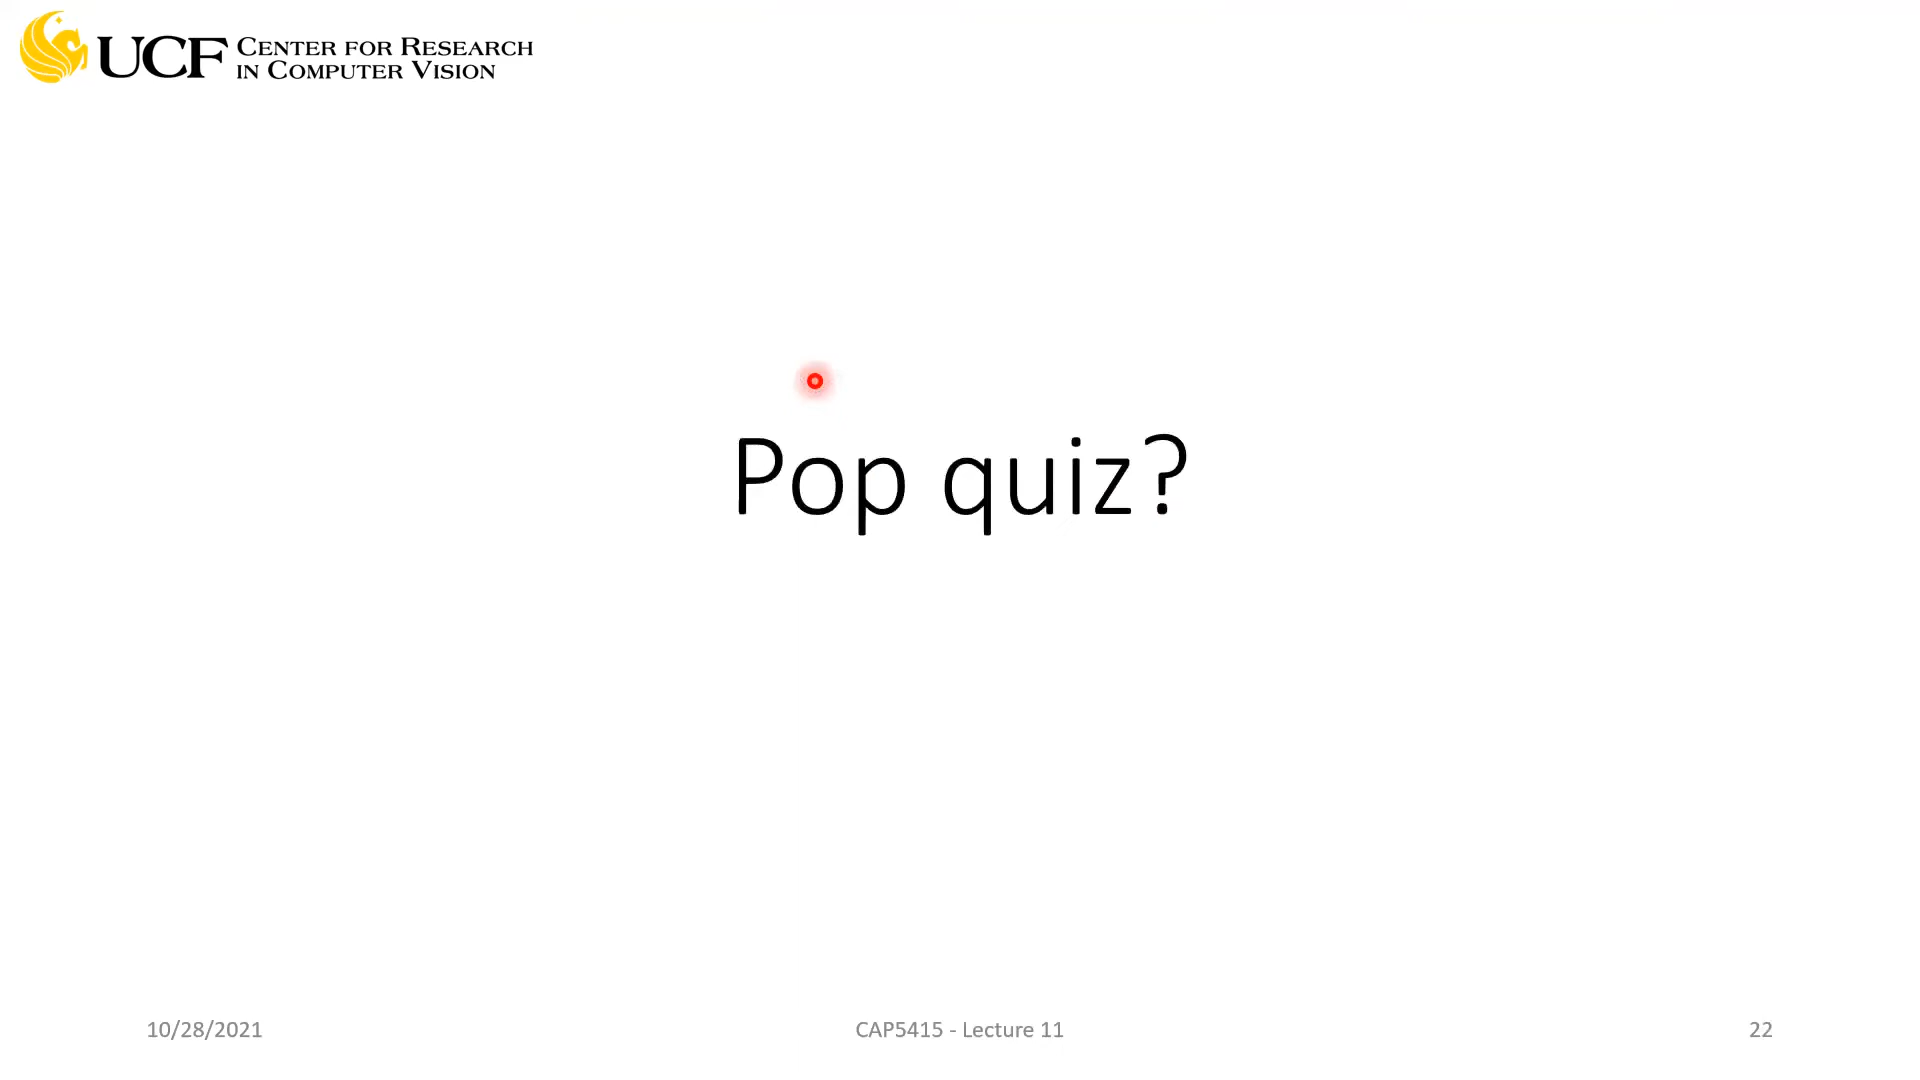 UCF CENTER FOR RESEARCH
IN COMPUTER VISION
Pop quiz?
10/28/2021
CAP5415 - Lecture 11
22